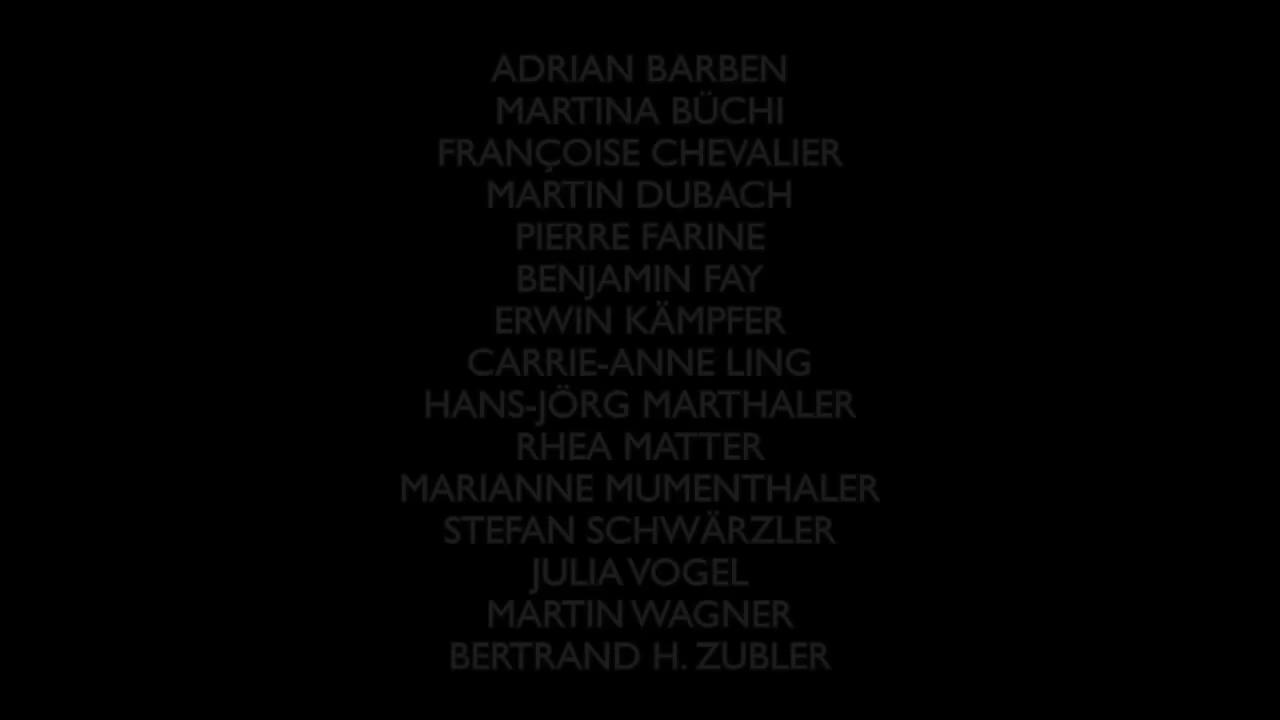 ADRIAN BARBEN
MARTINA BÜCHI
FRANÇOISE CHEVALIER
MARTIN DUBACH
PIERRE FARINE
BENJAMIN FAY
ERWIN KÄMPFER
CARRIE-ANNE LING
HANS-JÖRG MARTHALER
RHEA MATTER
MARIANNE MUMENTHALER
STEFAN SCHWÄRZLER
JULIA VOGEL
MARTIN WAGNER
BERTRAND H. ZUBLER